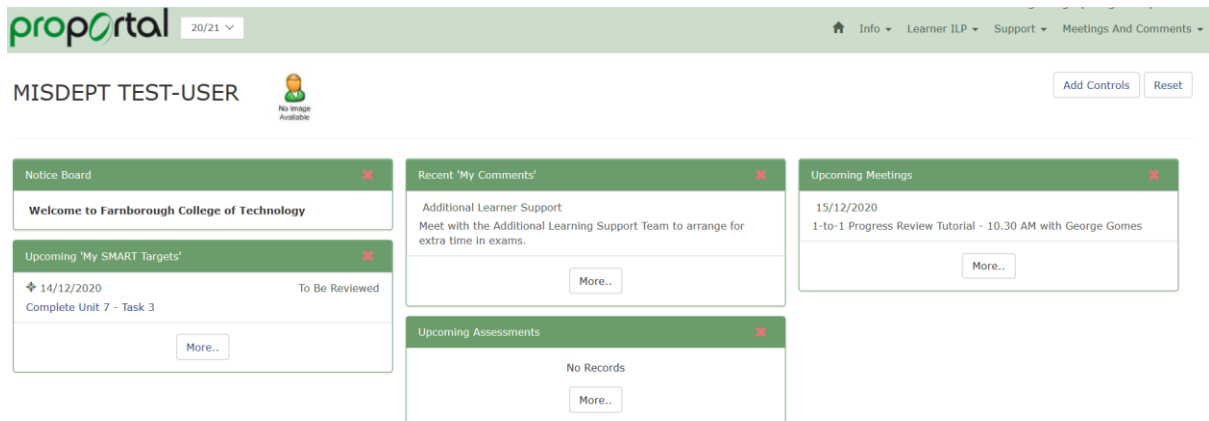 proportal 20/21
Info Learner ILP Support Meetings And Comments
MISDEPT TEST-USER
No Image
Available
Add Controls Reset
Notice Board
Welcome to Farnborough College of Technology
Upcoming 'My SMART Targets'
14/12/2020 To Be Reviewed
Complete Unit 7 - Task 3
More..
Recent 'My Comments'
Additional Learner Support
Meet with the Additional Learning Support Team to arrange for
extra time in exams.
More..
Upcoming Assessments
No Records
More..
Upcoming Meetings
15/12/2020
1-to-1 Progress Review Tutorial - 10.30 AM with George Gomes
More..